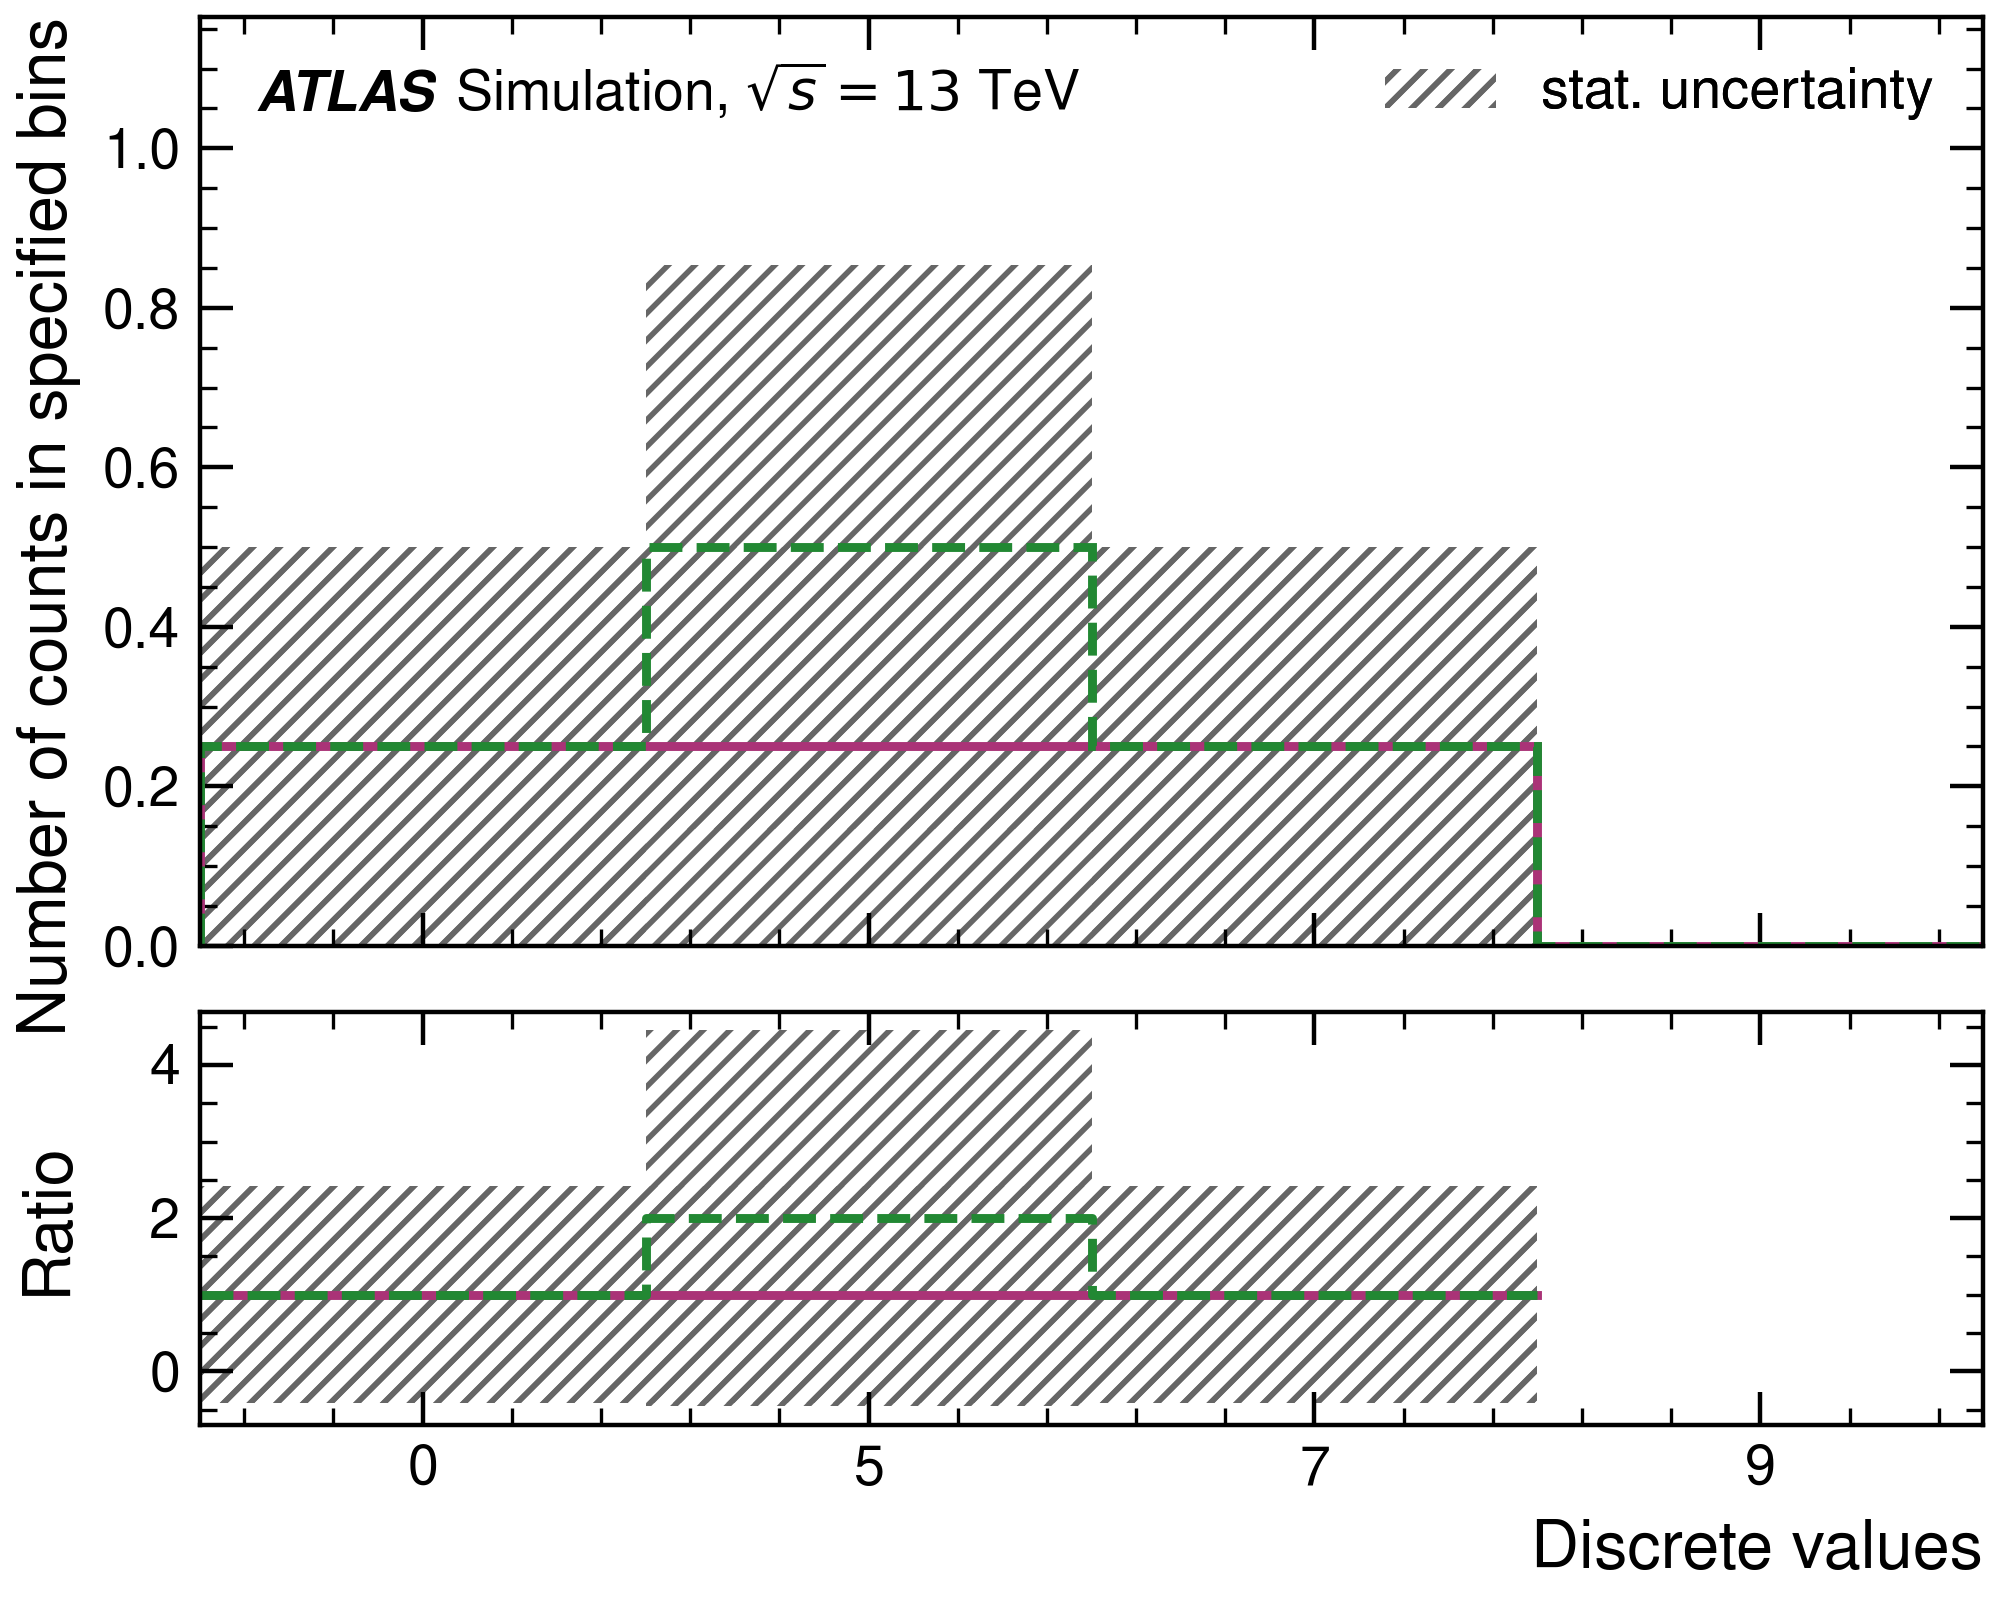 Number of counts in specified bins
ATLAS Simulation, √s = 13 TeV
stat. uncertainty
1.0
0.8
0.6
0.4
0.2
0.0
Ratio
4
2
0
0 5 7 9
Discrete values